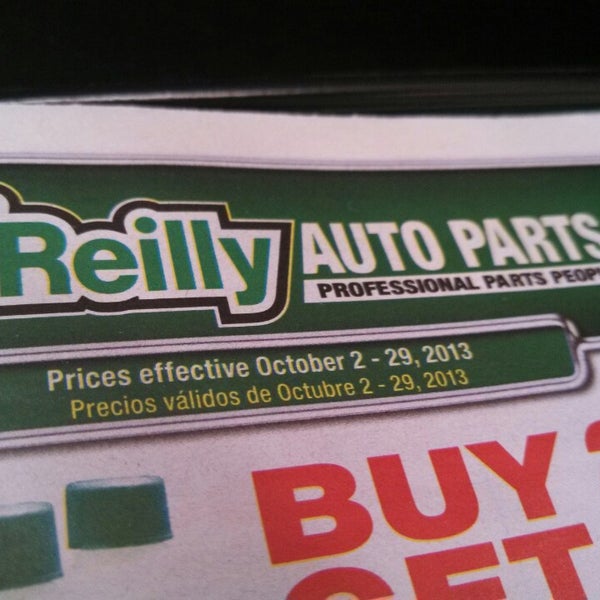 Reilly AUTO PARTS
PROFESSIONAL PARTS
Prices effective October 2 - 29, 2013
Precios válidos de Octubre 2 - 29, 2013
BUY
GET